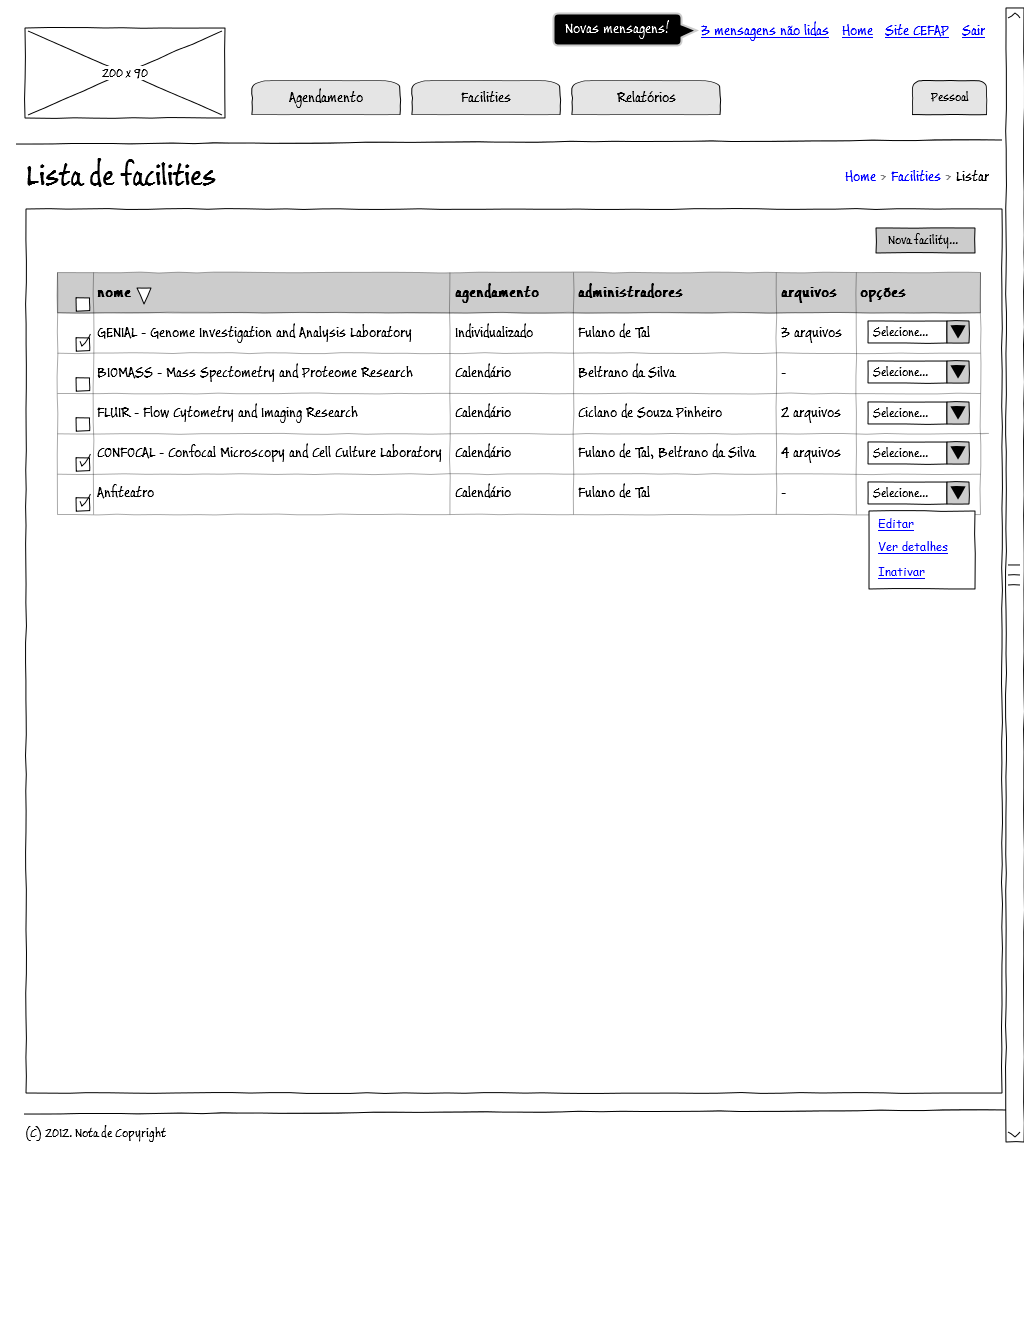 Novas mensagens! 3 mensagens não lidas Home Site CEFAP Sair
200 x 90
Agendamento Facilities Relatórios Pessoal
Lista de facilities
Home > Facilities > Listar
Nova facility...
nome agendamento administradores arquivos opções
GENIAL - Genome Investigation and Analysis Laboratory Individualizado Fulano de Tal 3 arquivos Selecione...
BIOMASS - Mass Spectometry and Proteome Research Calendário Beltrano da Silva - Selecione...
FLUIR - Flow Cytometry and Imaging Research Calendário Ciclano de Souza Pinheiro 2 arquivos Selecione...
CONFOCAL - Confocal Microscopy and Cell Culture Laboratory Calendário Fulano de Tal, Beltrano da Silva 4 arquivos Selecione...
Anfiteatro Calendário Fulano de Tal - Selecione...
Editar
Ver detalhes
Inativar
(C) 2012. Nota de Copyright